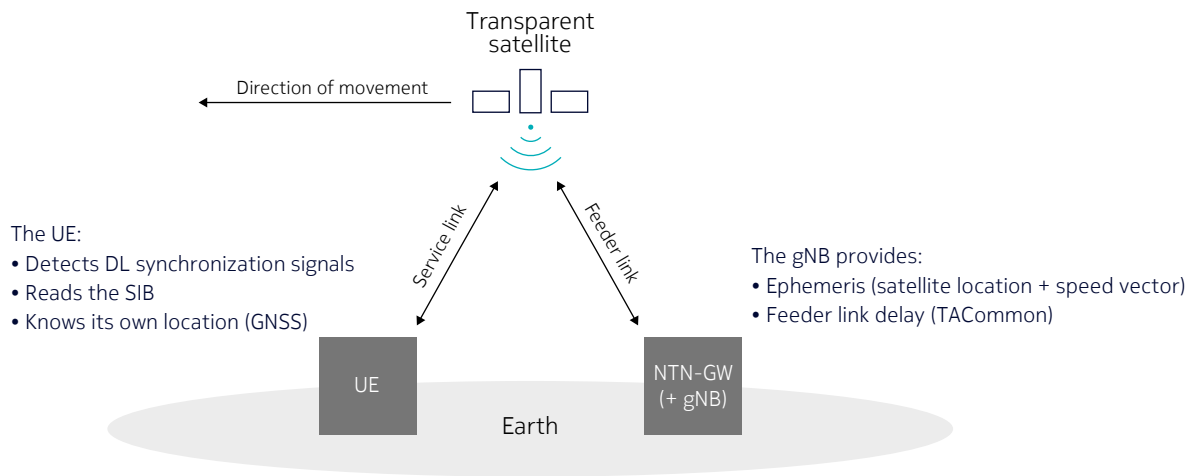 Transparent
satellite
Direction of movement
Service link
Feeder link
The UE:
• Detects DL synchronization signals
• Reads the SIB
• Knows its own location (GNSS)
The gNB provides:
• Ephemeris (satellite location + speed vector)
• Feeder link delay (TACommon)
UE
NTN-GW
(+ gNB)
Earth